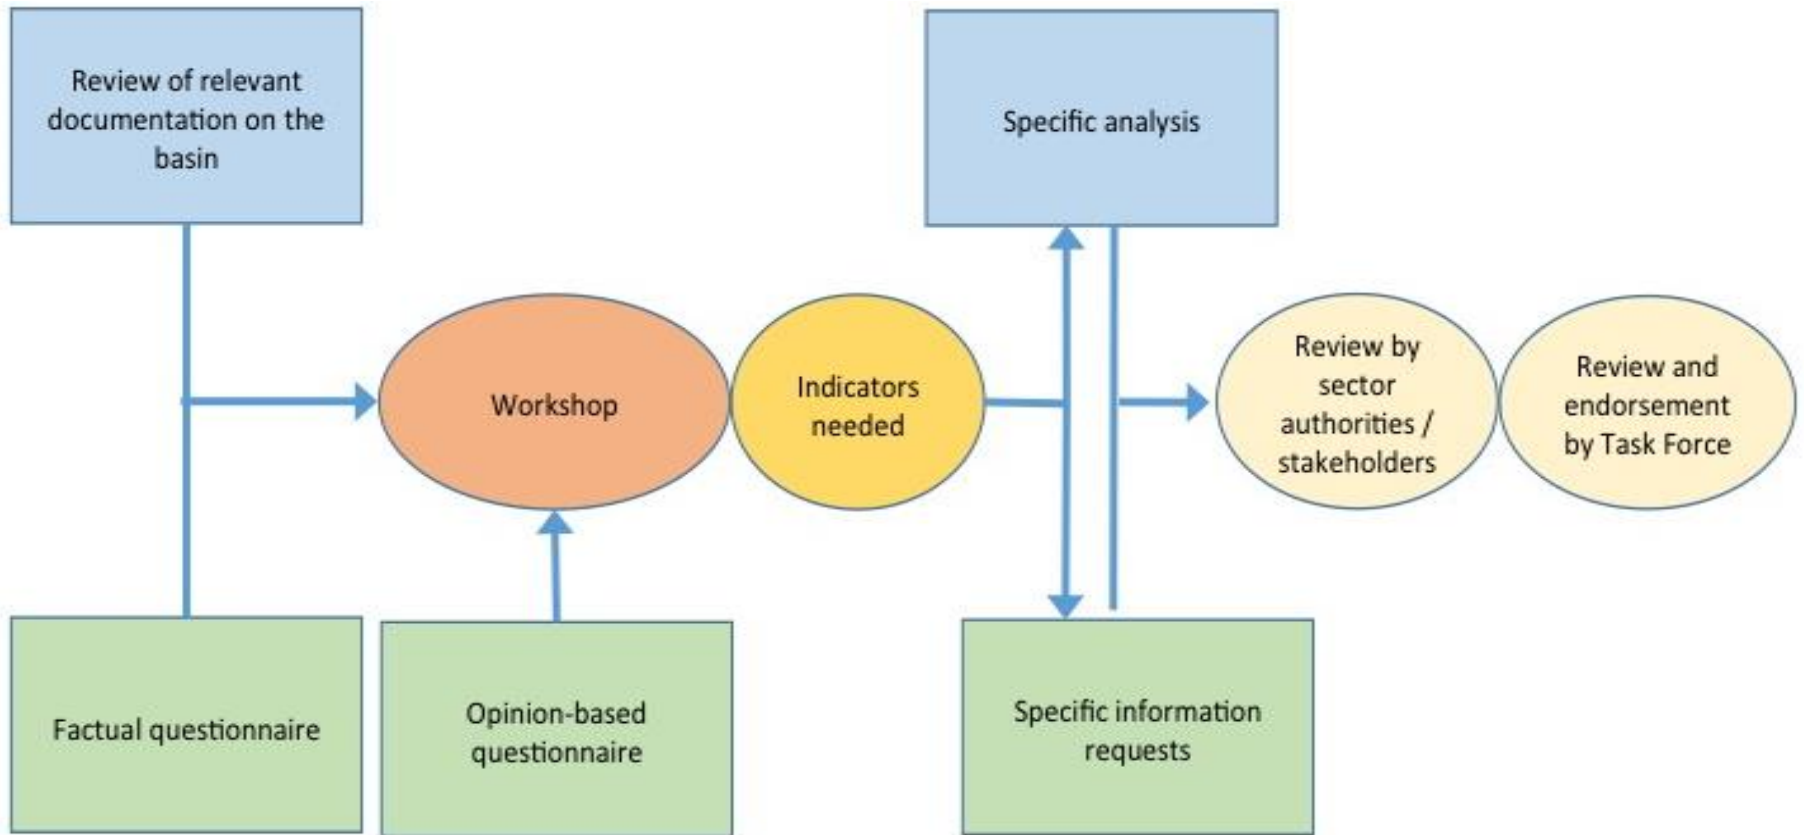 Review of relevant
documentation on the
basin
Specific analysis
Workshop
Indicators
needed
Review by
sector
authorities /
stakeholders
Review and
endorsement
by Task Force
Factual questionnaire
Opinion-based
questionnaire
Specific information
requests